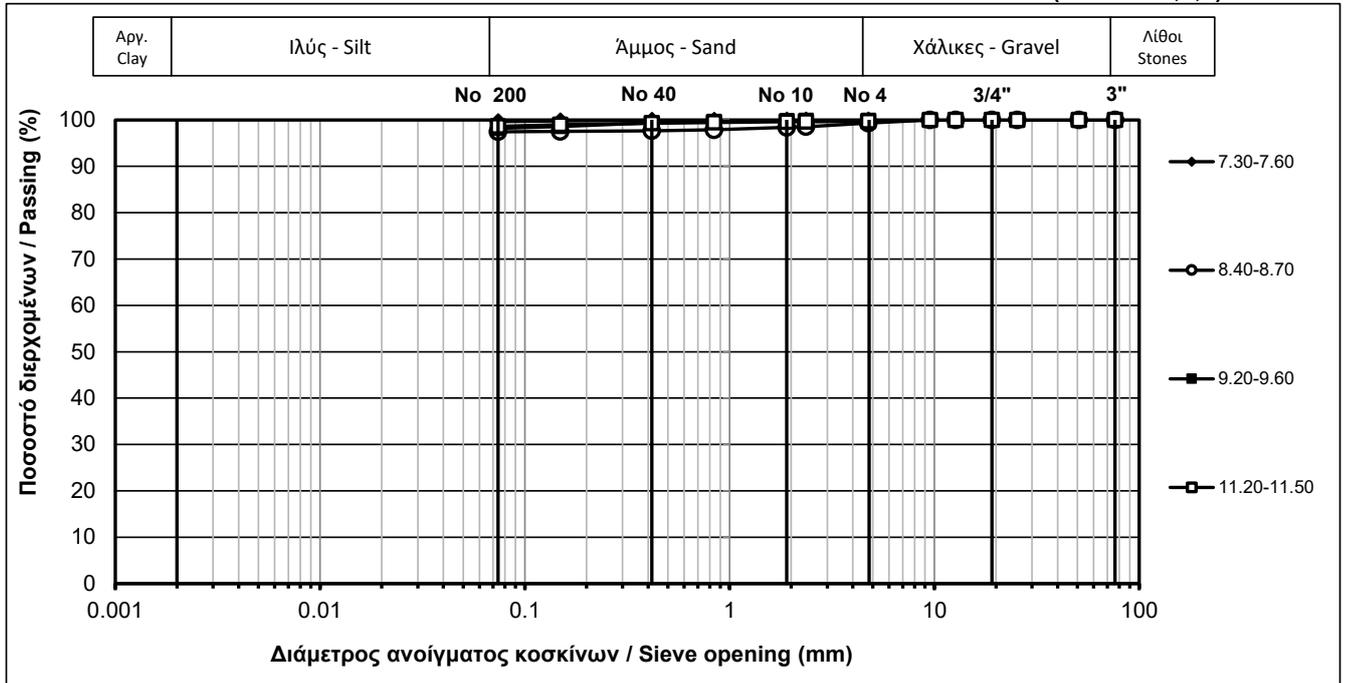 Αργ.
Clay
Ιλύς - Silt
Άμμος - Sand
Χάλικες - Gravel
Λίθοι
Stones
No 200
No 40
No 10
No 4
3/4"
3"
Ποσοστό διερχομένων / Passing (%)
100
90
80
70
60
50
40
30
20
10
0
0.001
0.01
0.1
1
10
100
Διάμετρος ανοίγματος κοσκίνων / Sieve opening (mm)
7.30-7.60
8.40-8.70
9.20-9.60
11.20-11.50